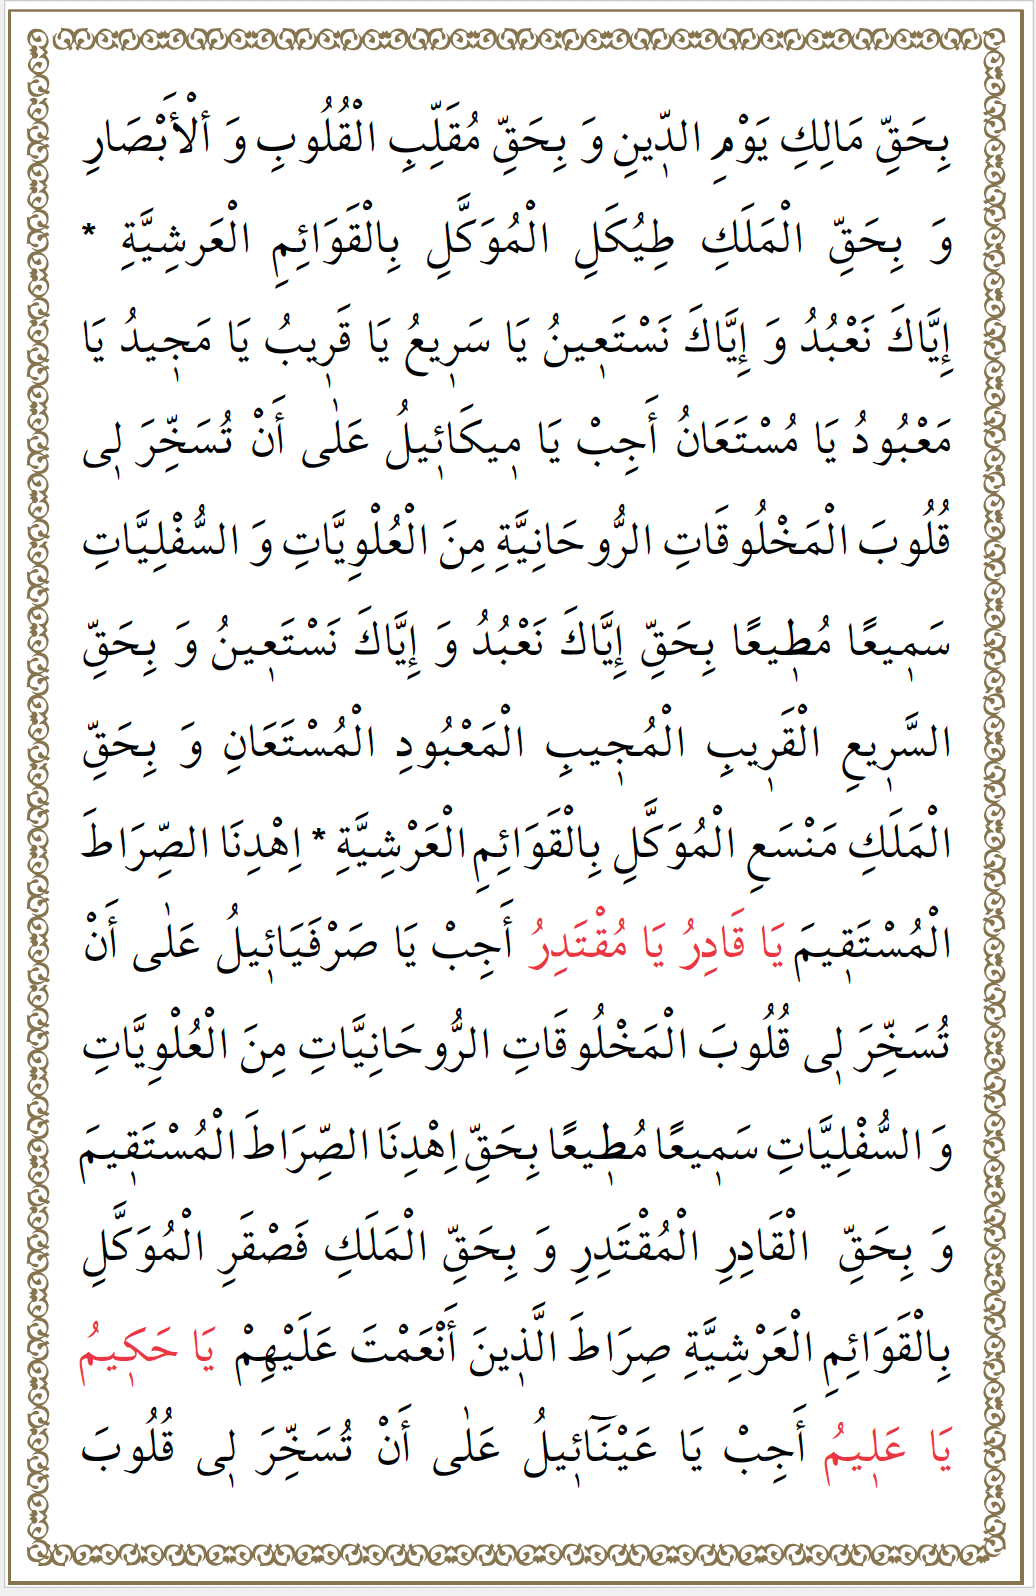 بِحَقِّ مَالِكِ يَوْمِ الدّ۪ينِ وَ بِحَقِّ مُقَلِّبِ الْقُلُوبِ وَ اْلأَبْصَارِ
وَ بِحَقِّ الْمَلَكِ طِيُكَلِ الْمُوَكَّلِ بِالْقَوَائِمِ الْعَرشِيَّةِ *
إِيَّاكَ نَعْبُدُ وَ إِيَّاكَ نَسْتَع۪ينُ يَا سَر۪يعُ يَا قَر۪يبُ يَا مَج۪يدُ يَا
مَعْبُودُ يَا مُسْتَعَانُ أَجِبْ يَا م۪يكَائ۪يلُ عَلٰى أَنْ تُسَخِّرَ ل۪ى
قُلُوبَ الْمَخْلُوقَاتِ الرُّوحَانِيَّةِ مِنَ الْعُلْوِيَّاتِ وَ السُّفْلِيَّاتِ
سَم۪يعًا مُط۪يعًا بِحَقِّ إِيَّاكَ نَعْبُدُ وَ إِيَّاكَ نَسْتَع۪ينُ وَ بِحَقِّ
السَّر۪يعِ الْقَر۪يبِ الْمُج۪يبِ الْمَعْبُودِ الْمُسْتَعَانِ وَ بِحَقِّ
الْمَلَكِ مَنْسَعِ الْمُوَكَّلِ بِالْقَوَائِمِ الْعَرْشِيَّةِ * اِهْدِنَا الصِّرَاطَ
الْمُسْتَق۪يمَ يَا قَادِرُ يَا مُقْتَدِرُ أَجِبْ يَا صَرْفَيَائ۪يلُ عَلٰى أَنْ
تُسَخِّرَ ل۪ى قُلُوبَ الْمَخْلُوقَاتِ الرُّوحَانِيَّاتِ مِنَ الْعُلْوِيَّاتِ
وَ السُّفْلِيَّاتِ سَم۪يعًا مُط۪يعًا بِحَقِّ اِهْدِنَا الصِّرَاطَ الْمُسْتَق۪يمَ
وَ بِحَقِّ الْقَادِرِ الْمُقْتَدِرِ وَ بِحَقِّ الْمَلَكِ فَصْقَرِ الْمُوَكَّلِ
بِالْقَوَائِمِ الْعَرْشِيَّةِ صِرَاطَ الَّذ۪ينَ أَنْعَمْتَ عَلَيْهِمْ يَا حَك۪يمُ
يَا عَل۪يمُ أَجِبْ يَا عَيْنَآئ۪يلُ عَلٰى أَنْ تُسَخِّرَ ل۪ى قُلُوبَ